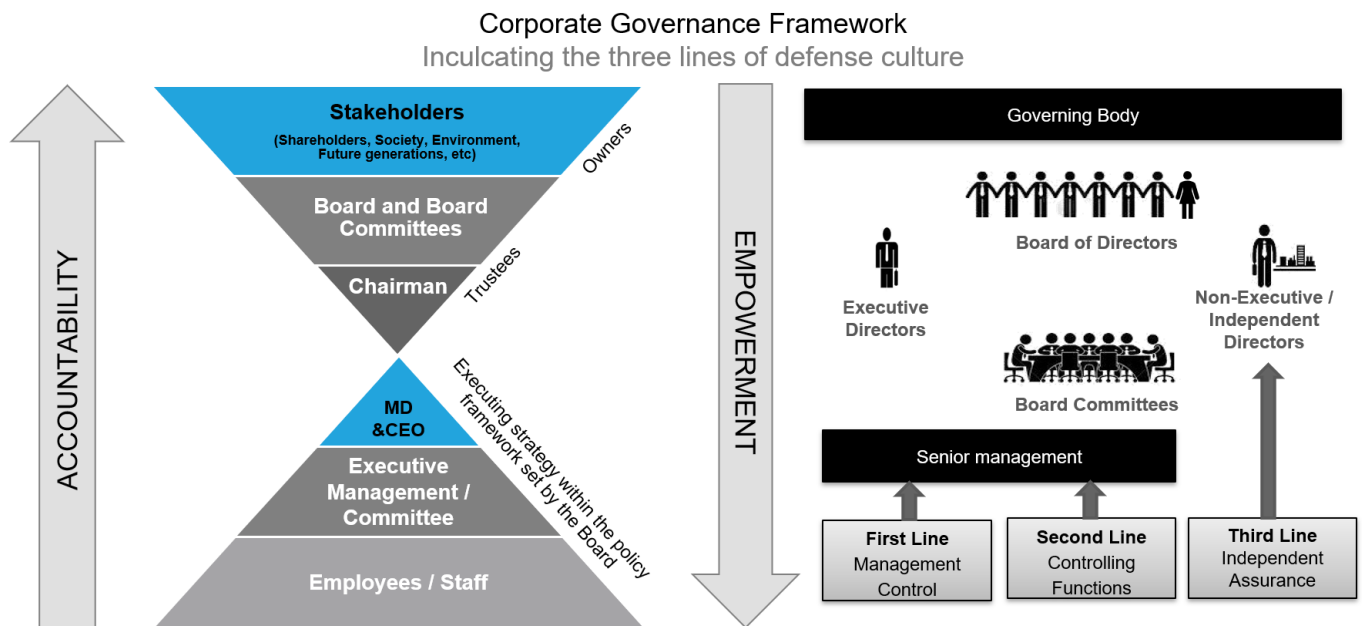 Corporate Governance Framework
Inculcating the three lines of defense culture
ACCOUNTABILITY
Stakeholders
(Shareholders, Society, Environment,
Future generations, etc)
Owners
Board and Board
Committees
Chairman
Trustees
MD
&CEO
Executive
Management /
Committee
Employees / Staff
Executing strategy within the policy
framework set by the Board
EMPOWERMENT
Governing Body
Board of Directors
Executive
Directors
Non-Executive /
Independent
Directors
Board Committees
Senior management
First Line
Management
Control
Second Line
Controlling
Functions
Third Line
Independent
Assurance